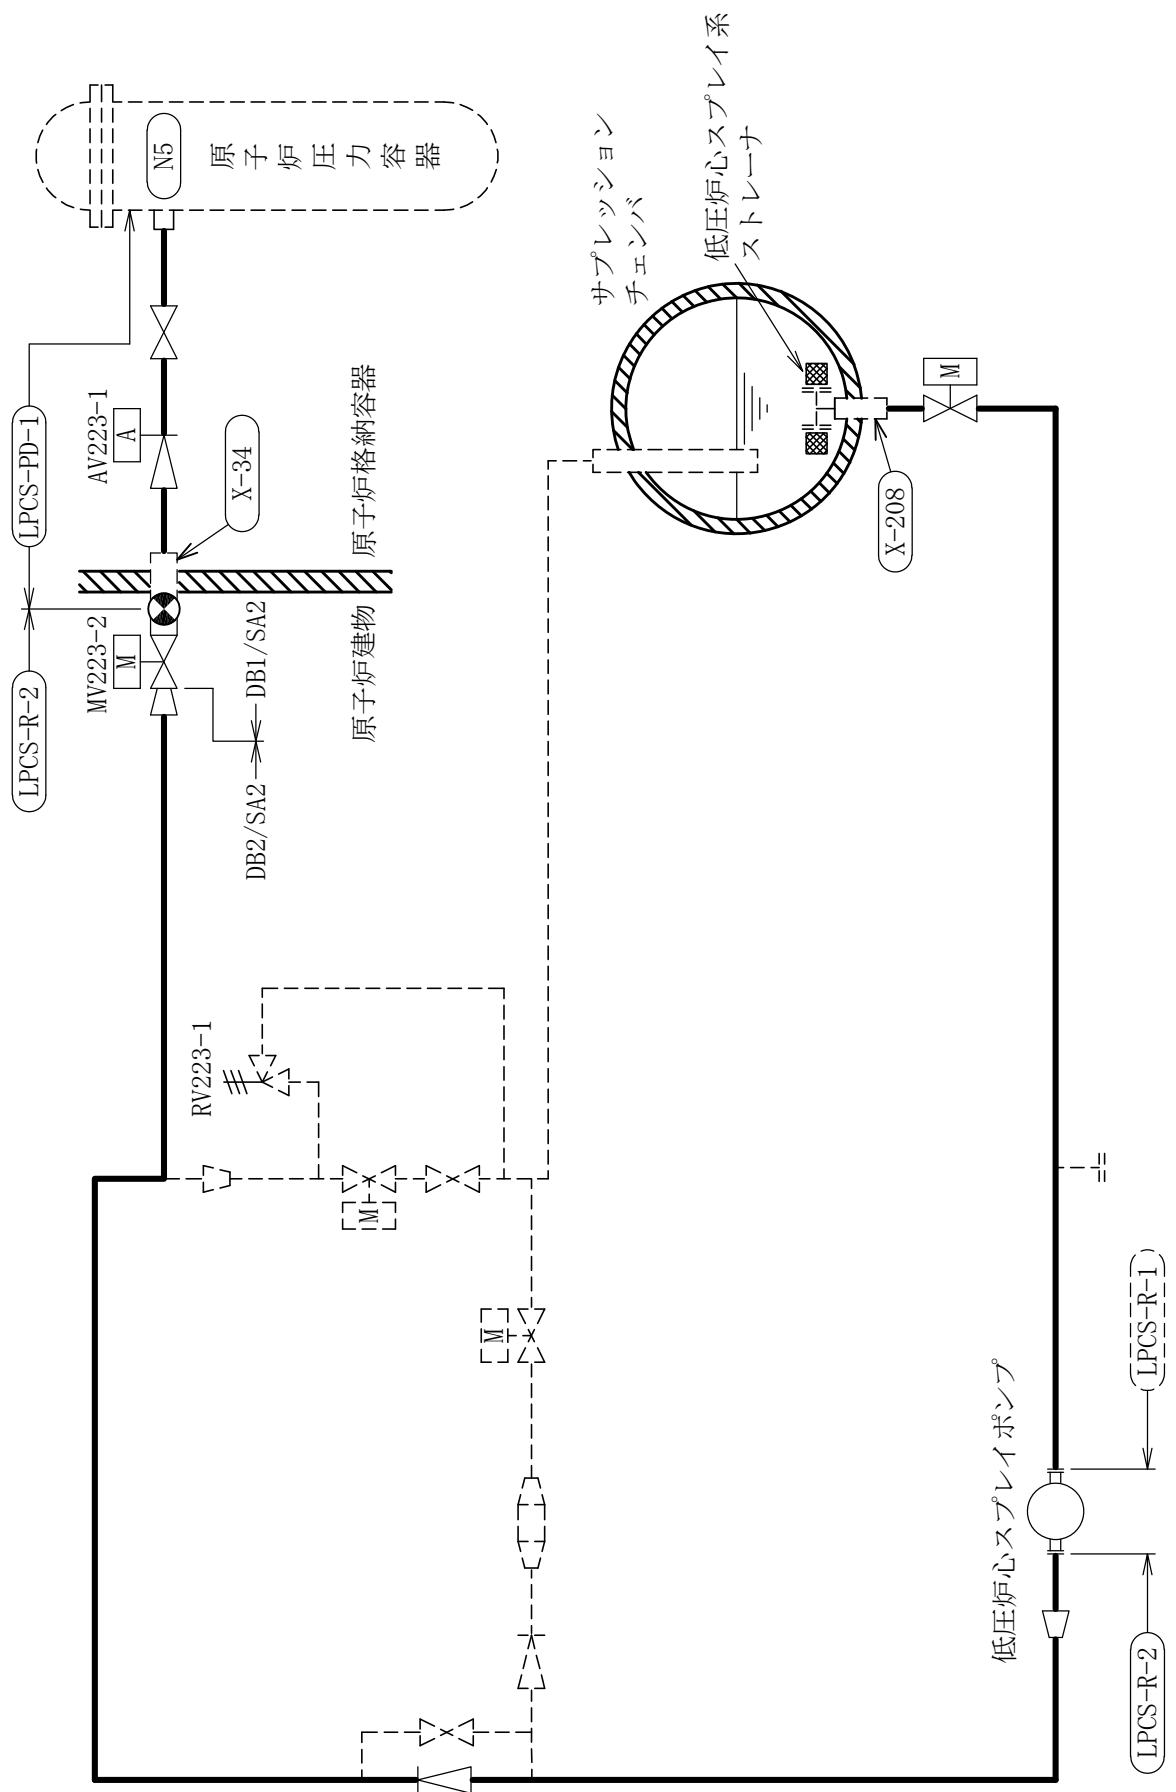 LPCS-R-2
LPCS-PD-1
MV223-2
M
AV223-1
A
N5
原子炉圧力容器
X-34
DB2/SA2
DB1/SA2
原子炉建物
原子炉格納容器
RV223-1
M
M
サプレッション
チェンバ
低圧炉心スプレイ系
ストレーナ
X-208
M
低圧炉心スプレイポンプ
LPCS-R-2
LPCS-R-1